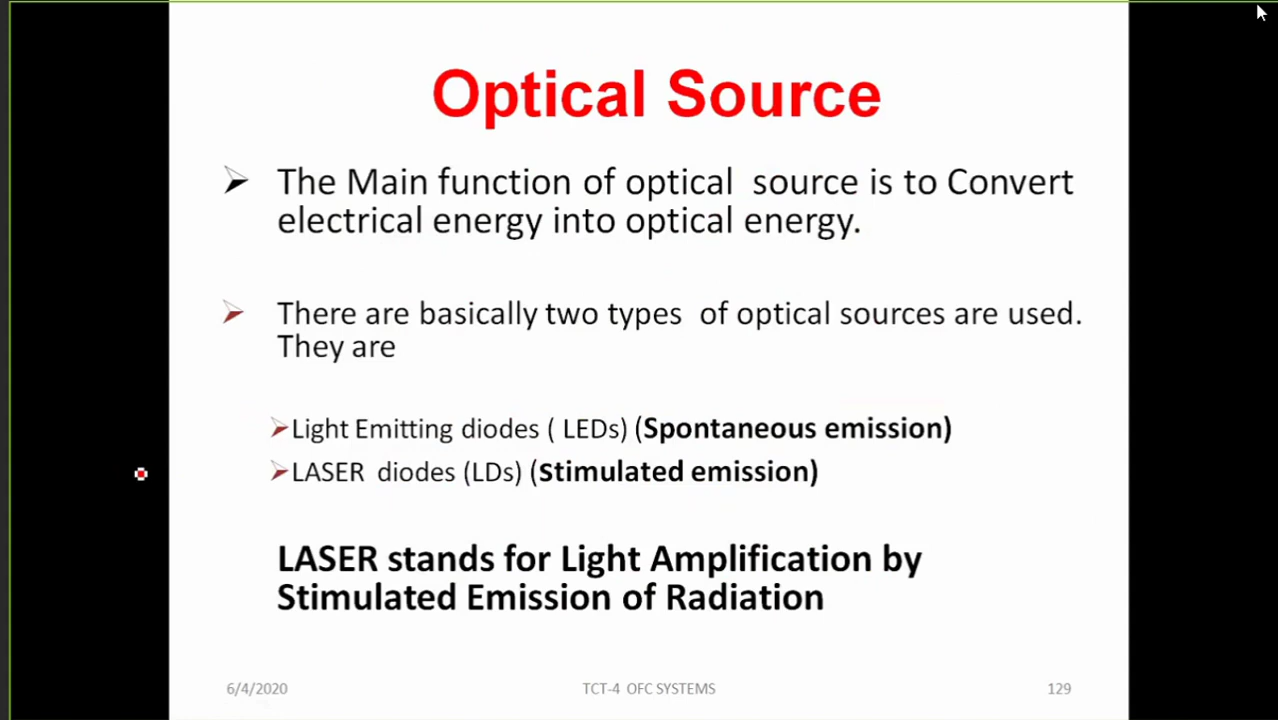 Optical Source
The Main function of optical source is to Convert
electrical energy into optical energy.
There are basically two types of optical sources are used.
They are
Light Emitting diodes ( LEDs) (Spontaneous emission)
LASER diodes (LDs) (Stimulated emission)
LASER stands for Light Amplification by
Stimulated Emission of Radiation
6/4/2020 TCT-4 OFC SYSTEMS 129